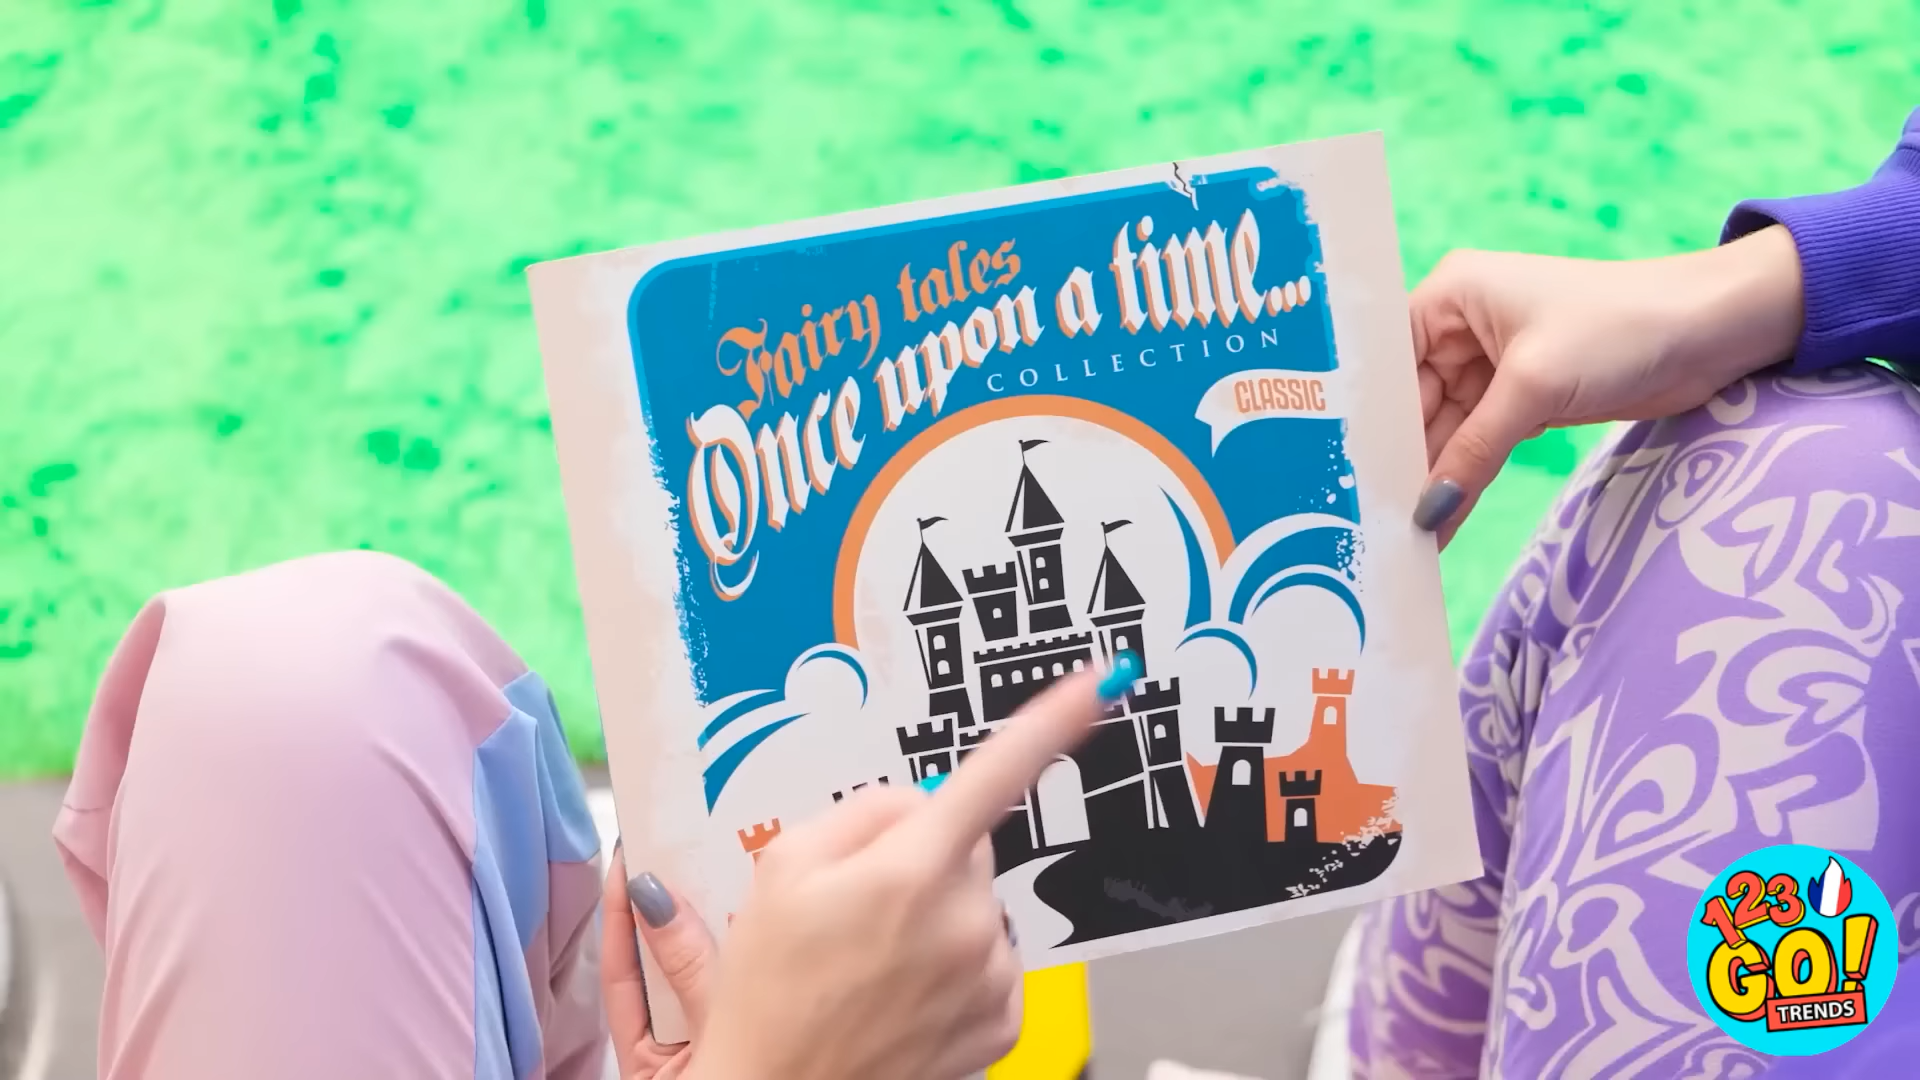 Fairy tales
Once upon a time...
COLLECTION
CLASSIC
123
GO!
TRENDS